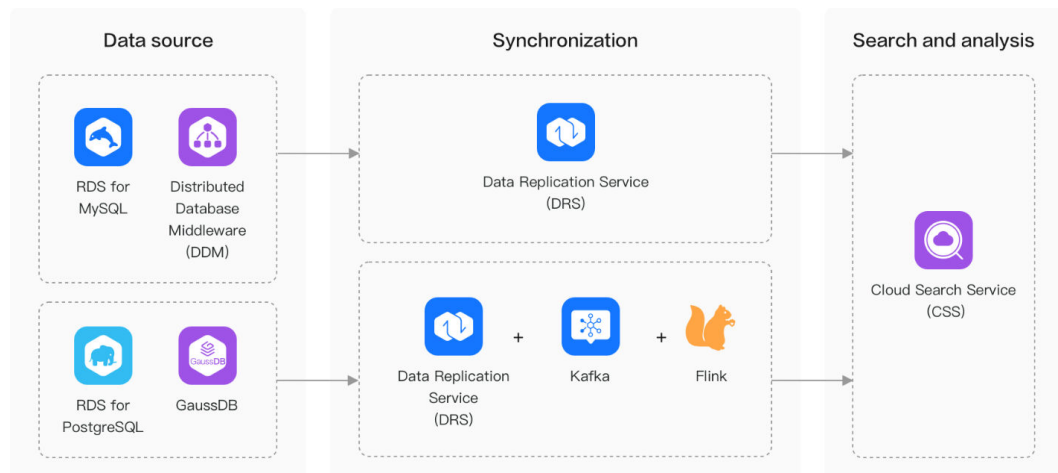 Data source
Synchronization
Search and analysis
RDS for
MySQL
Distributed
Database
Middleware
(DDM)
Data Replication Service
(DRS)
Cloud Search Service
(CSS)
RDS for
PostgreSQL
GaussDB
GaussDB
Data Replication
Service
(DRS)
+
Kafka
+
Flink